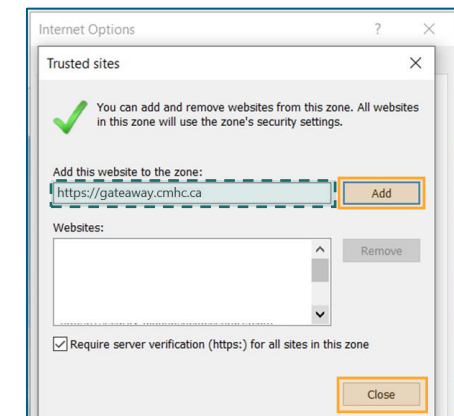 Internet Options ? ×
Trusted sites ×
You can add and remove websites from this zone. All websites
in this zone will use the zone's security settings.
Add this website to the zone:
https://gateaway.cmhc.ca Add
Websites:
Remove
Require server verification (https:) for all sites in this zone
Close